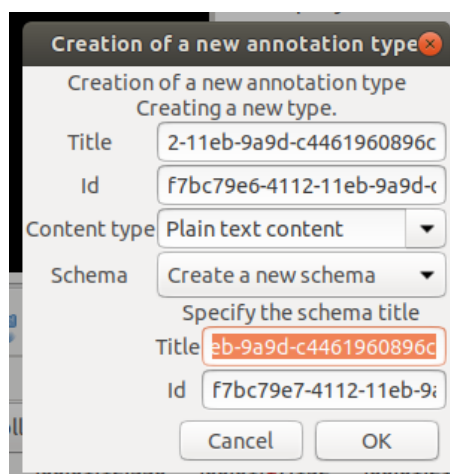 Creation of a new annotation type
Creation of a new annotation type
Creating a new type.
Title 2-11eb-9a9d-c4461960896c
Id f7bc79e6-4112-11eb-9a9d-c
Content type Plain text content
Schema Create a new schema
Specify the schema title
Title eb-9a9d-c4461960896c
Id f7bc79e7-4112-11eb-9a
Cancel OK